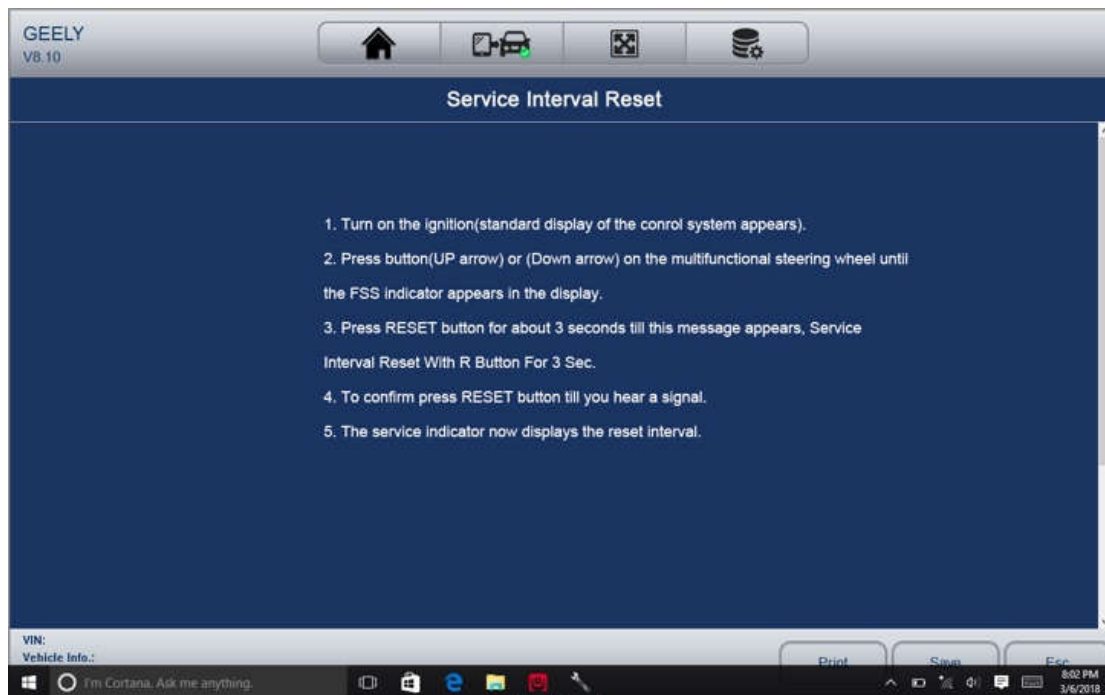 GEELY
V8.10
Service Interval Reset
1. Turn on the ignition(standard display of the conrol system appears).
2. Press button(UP arrow) or (Down arrow) on the multifunctional steering wheel until
the FSS indicator appears in the display.
3. Press RESET button for about 3 seconds till this message appears, Service
Interval Reset With R Button For 3 Sec.
4. To confirm press RESET button till you hear a signal.
5. The service indicator now displays the reset interval.
VIN:
Vehicle Info.:
Print
Save
Esc
I'm Cortana, Ask me anything.
8:02 PM
3/6/2018